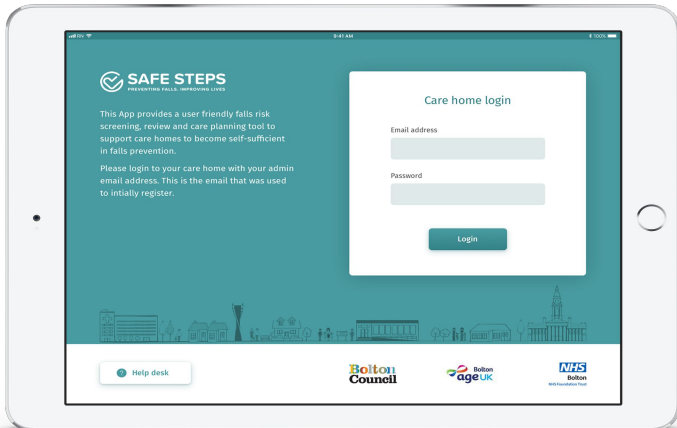 9:41 AM
100%
SAFE STEPS
PREVENTING FALLS. IMPROVING LIVES
This App provides a user friendly falls risk
screening, review and care planning tool to
support care homes to become self-sufficient
in falls prevention.
Please login to your care home with your admin
email address. This is the email that was used
to intially register.
Care home login
Email address
Password
Login
? Help desk
Bolton
Council
Bolton
age UK
NHS
Bolton
NHS Foundation Trust